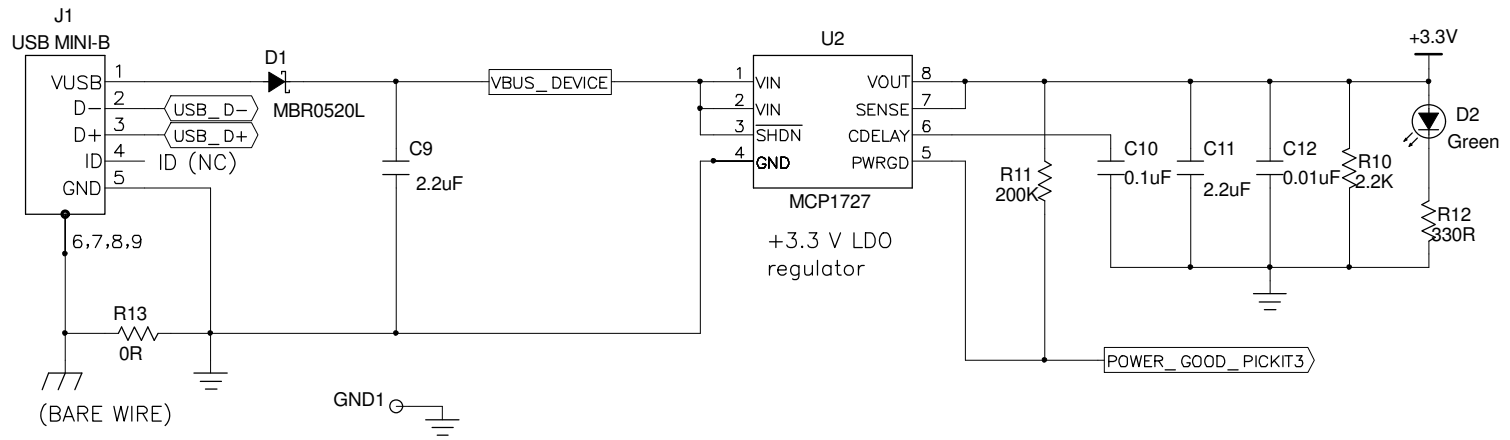 J1
USB MINI-B
VUSB 1
D- 2
D+ 3
ID 4
GND 5
USB_D-
USB_D+
ID (NC)
6,7,8,9
R13
0R
(BARE WIRE)
GND1
D1
MBR0520L
C9
2.2uF
VBUS_DEVICE
U2
1 VIN
2 VIN
3 SHDN
4 GND
VOUT 8
SENSE 7
CDELAY 6
PWRGD 5
MCP1727
+3.3 V LDO
regulator
R11
200K
C10
0.1uF
C11
2.2uF
C12
0.01uF
R10
2.2K
+3.3V
D2
Green
R12
330R
POWER_GOOD_PICKIT3